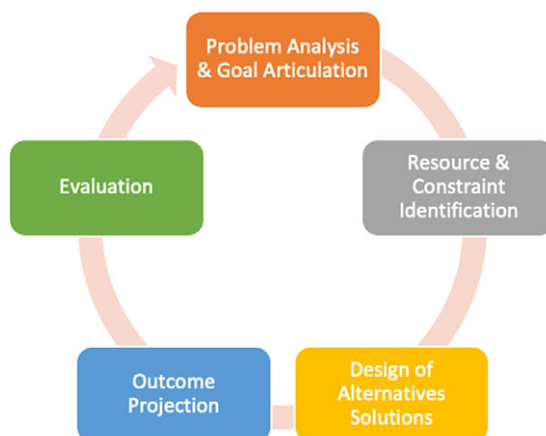 Problem Analysis
& Goal Articulation
Resource &
Constraint
Identification
Design of
Alternatives
Solutions
Outcome
Projection
Evaluation